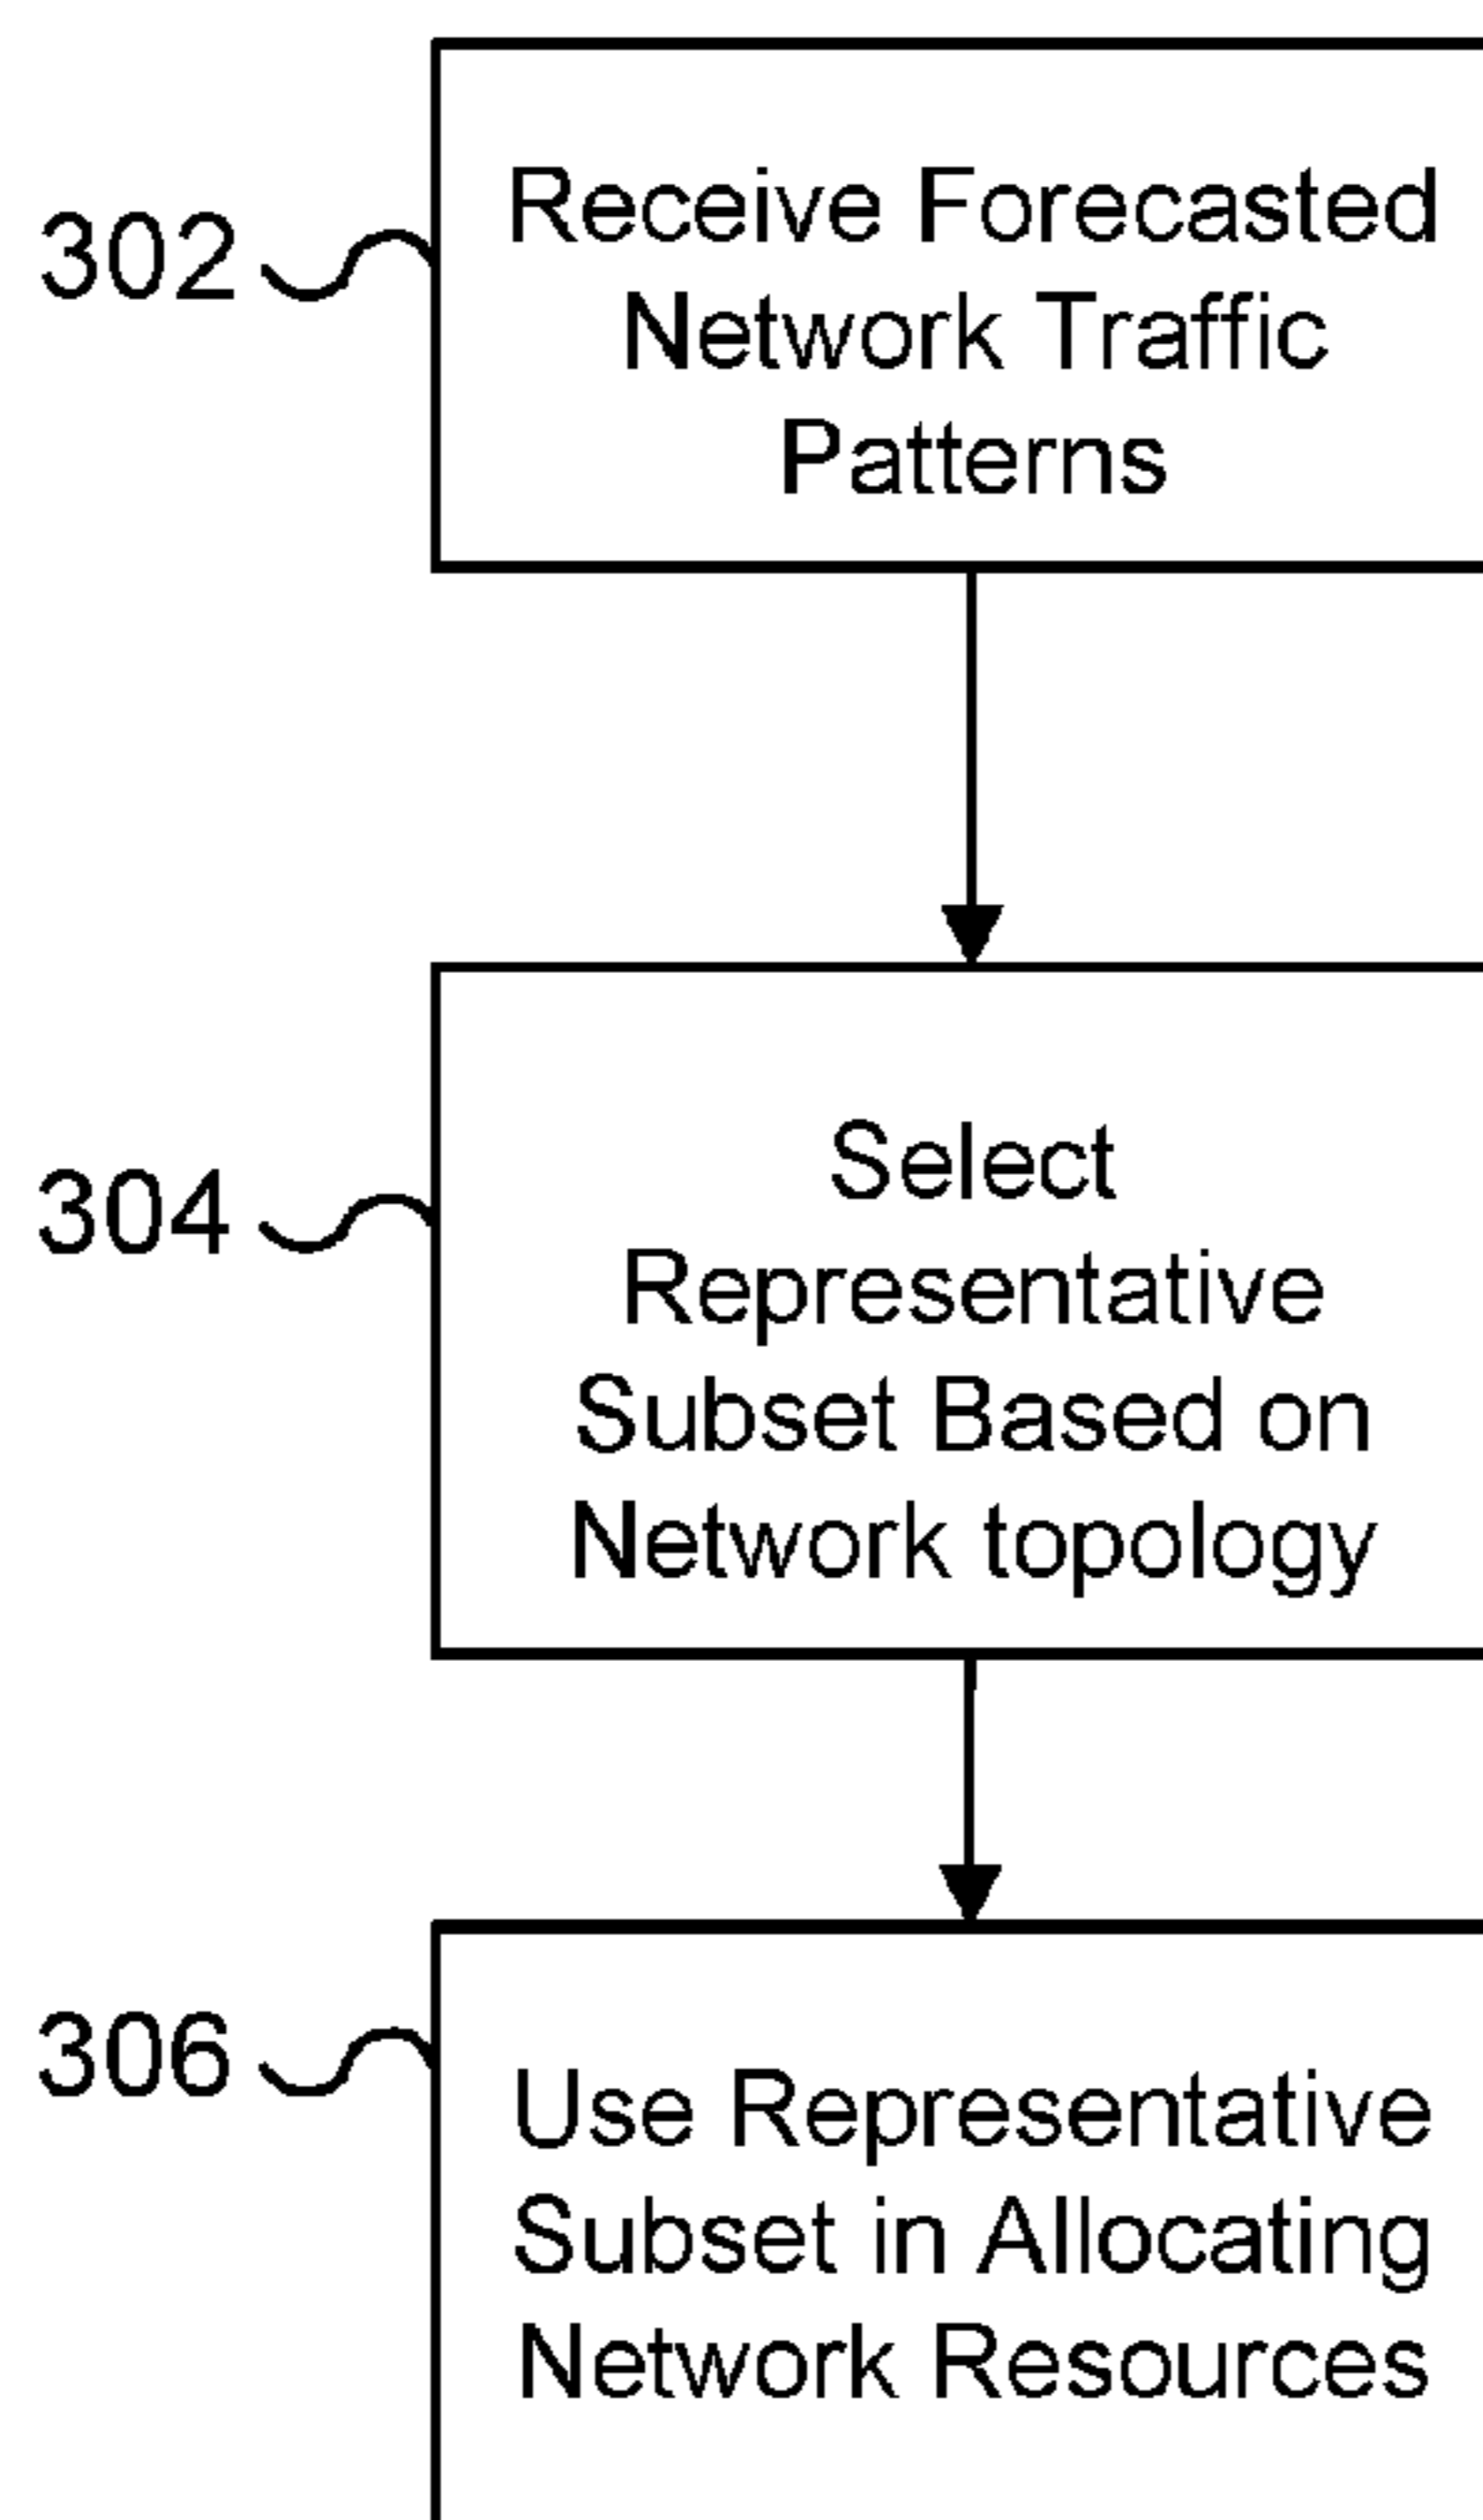 302
Receive Forecasted
Network Traffic
Patterns
304
Select
Representative
Subset Based on
Network topology
306
Use Representative
Subset in Allocating
Network Resources